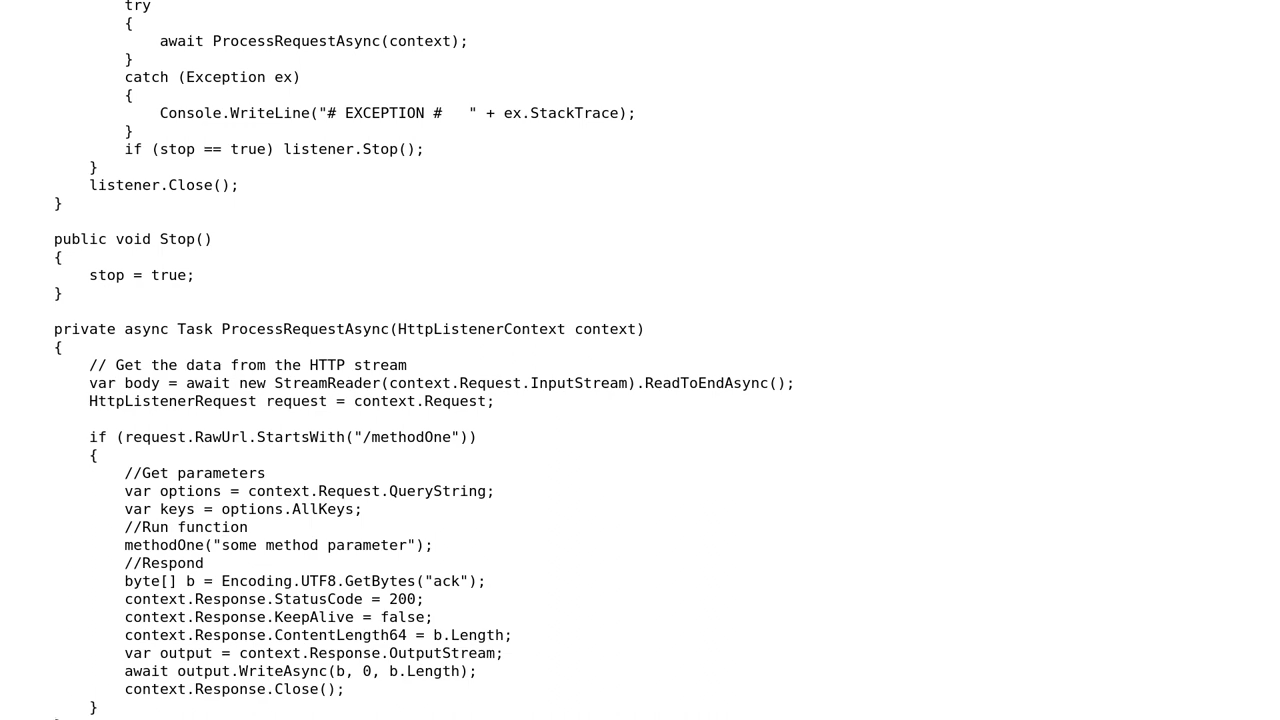 try
{
await ProcessRequestAsync(context);
}
catch (Exception ex)
{
Console.WriteLine("# EXCEPTION #   " + ex.StackTrace);
}
if (stop == true) listener.Stop();
}
listener.Close();
}
public void Stop()
{
stop = true;
}
private async Task ProcessRequestAsync(HttpListenerContext context)
{
// Get the data from the HTTP stream
var body = await new StreamReader(context.Request.InputStream).ReadToEndAsync();
HttpListenerRequest request = context.Request;
if (request.RawUrl.StartsWith("/methodOne"))
{
//Get parameters
var options = context.Request.QueryString;
var keys = options.AllKeys;
//Run function
methodOne("some method parameter");
//Respond
byte[] b = Encoding.UTF8.GetBytes("ack");
context.Response.StatusCode = 200;
context.Response.KeepAlive = false;
context.Response.ContentLength64 = b.Length;
var output = context.Response.OutputStream;
await output.WriteAsync(b, 0, b.Length);
context.Response.Close();
}